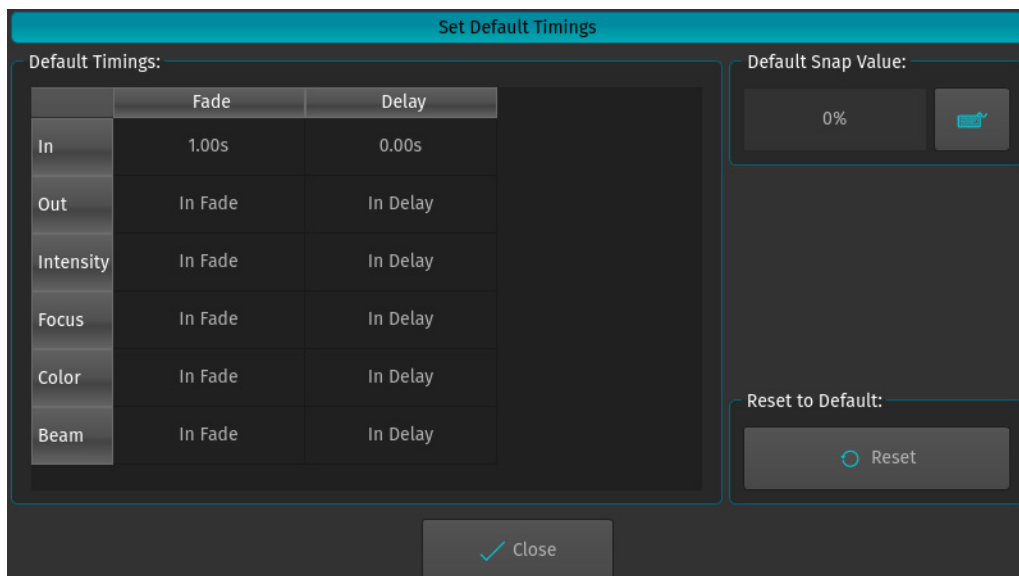 Set Default Timings
Default Timings:
Fade Delay
In 1.00s 0.00s
Out In Fade In Delay
Intensity In Fade In Delay
Focus In Fade In Delay
Color In Fade In Delay
Beam In Fade In Delay
Default Snap Value:
0%
Reset to Default:
Reset
Close